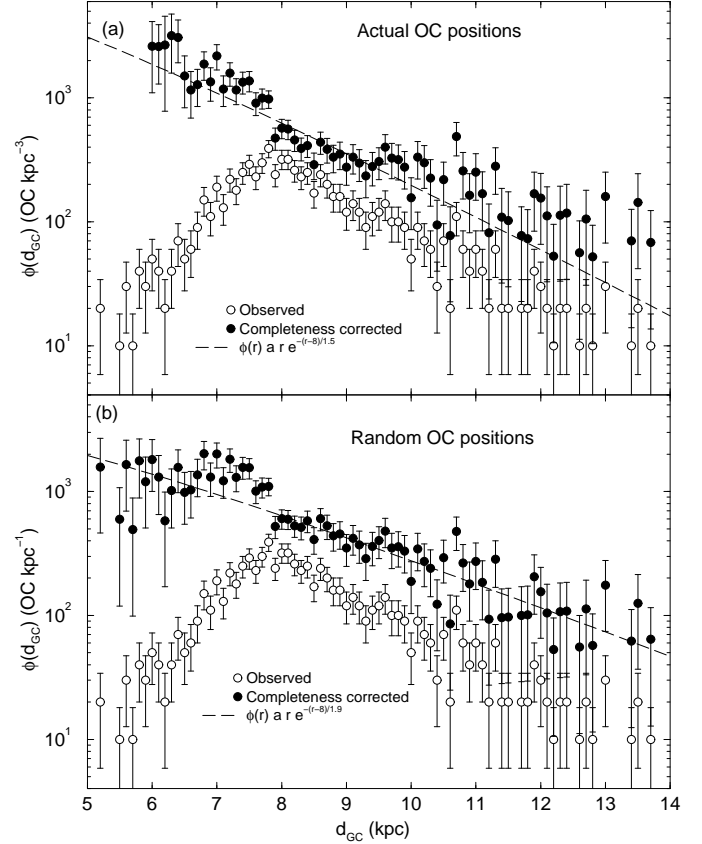 (a)
Actual OC positions
10³
10²
10¹
ϕ(d_GC) (OC kpc⁻³)
Observed
Completeness corrected
ϕ(r) a r e^−(r−8)/1.5
(b)
Random OC positions
10³
10²
10¹
ϕ(d_GC) (OC kpc⁻¹)
Observed
Completeness corrected
ϕ(r) a r e^−(r−8)/1.9
5 6 7 8 9 10 11 12 13 14
d_GC (kpc)